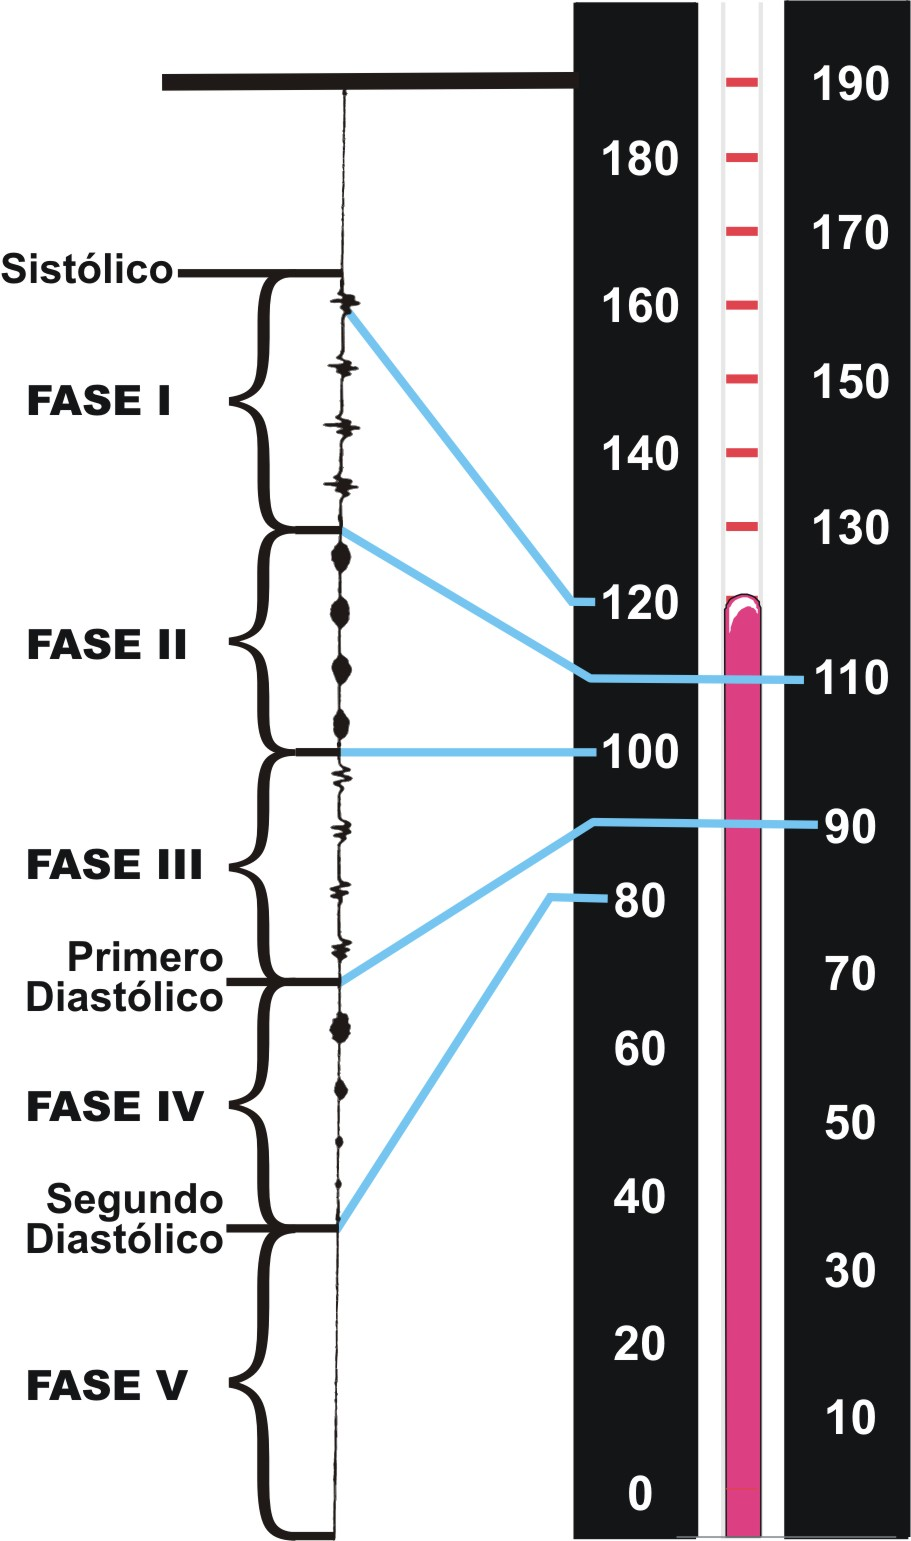 190
180
170
Sistólico
160
150
FASE I
140
130
120
FASE II
110
100
90
FASE III
80
Primero
Diastólico
70
60
FASE IV
50
Segundo
Diastólico
40
30
20
FASE V
10
0